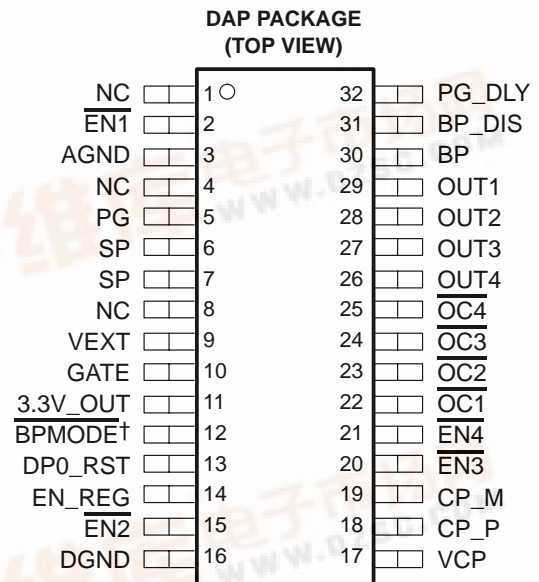 DAP PACKAGE
(TOP VIEW)
NC 1 32 PG_DLY
EN1 2 31 BP_DIS
AGND 3 30 BP
NC 4 29 OUT1
PG 5 28 OUT2
SP 6 27 OUT3
SP 7 26 OUT4
NC 8 25 OC4
VEXT 9 24 OC3
GATE 10 23 OC2
3.3V_OUT 11 22 OC1
BPMODE† 12 21 EN4
DP0_RST 13 20 EN3
EN_REG 14 19 CP_M
EN2 15 18 CP_P
DGND 16 17 VCP